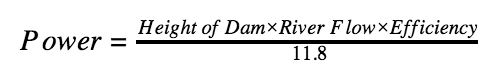 Power = Height of Dam×River Flow×Efficiency / 11.8